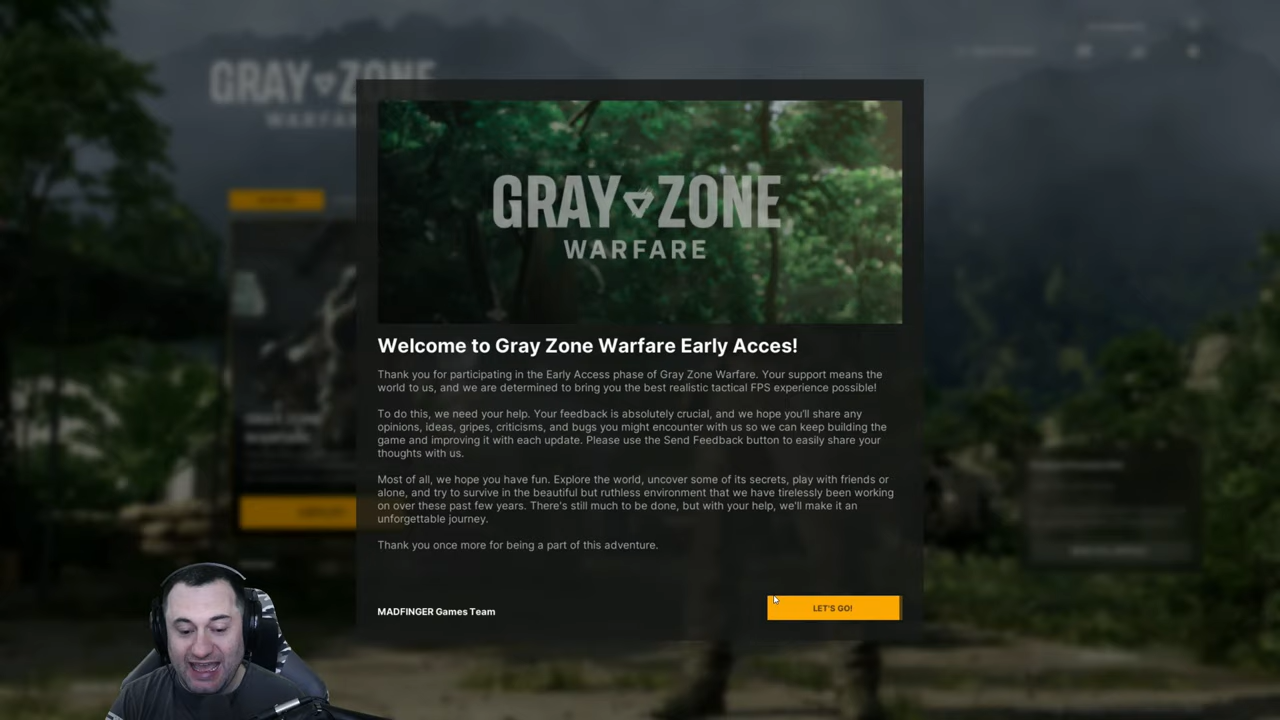 GRAY ZONE
WARFARE
GRAY ZONE
WARFARE
Welcome to Gray Zone Warfare Early Acces!
Thank you for participating in the Early Access phase of Gray Zone Warfare. Your support means the
world to us, and we are determined to bring you the best realistic tactical FPS experience possible!
To do this, we need your help. Your feedback is absolutely crucial, and we hope you'll share any
opinions, ideas, gripes, criticisms, and bugs you might encounter with us so we can keep building the
game and improving it with each update. Please use the Send Feedback button to easily share your
thoughts with us.
Most of all, we hope you have fun. Explore the world, uncover some of its secrets, play with friends or
alone, and try to survive in the beautiful but ruthless environment that we have tirelessly been working
on over these past few years. There's still much to be done, but with your help, we'll make it an
unforgettable journey.
Thank you once more for being a part of this adventure.
MADFINGER Games Team
LET'S GO!